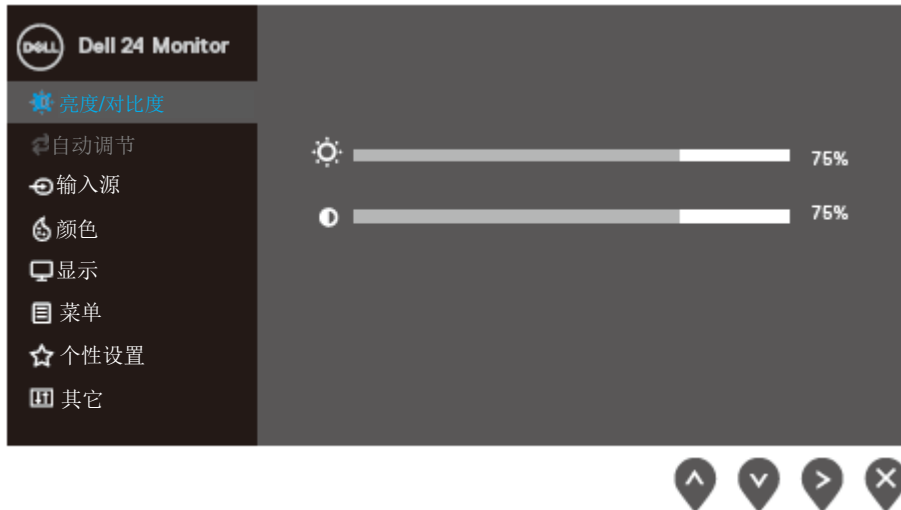 DELL
Dell 24 Monitor
亮度/对比度
自动调节
输入源
颜色
显示
菜单
个性设置
其它
75%
75%